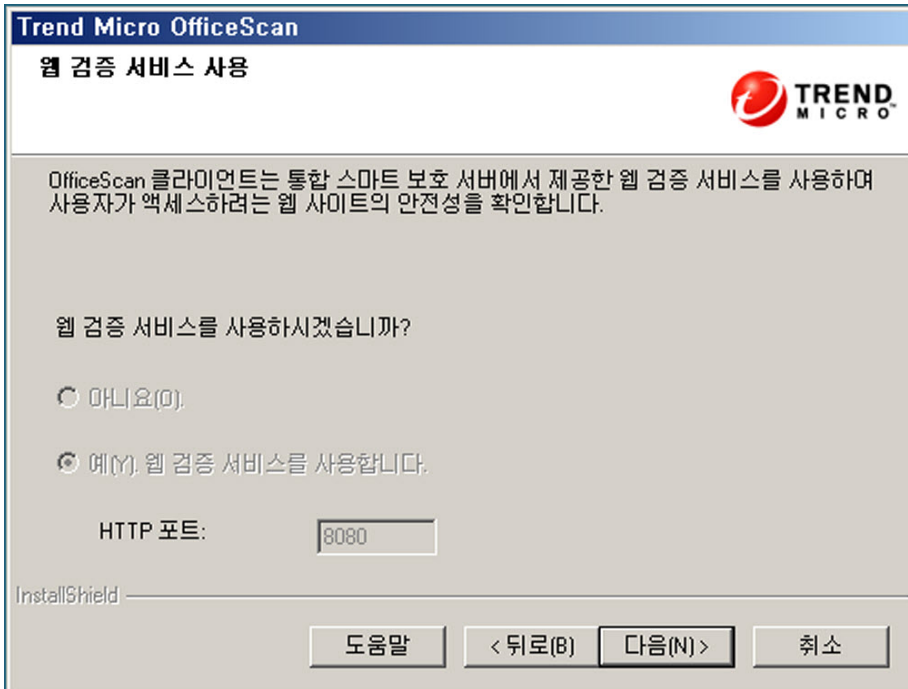 Trend Micro OfficeScan
웹 검증 서비스 사용
TREND
MICRO
OfficeScan 클라이언트는 통합 스마트 보호 서버에서 제공한 웹 검증 서비스를 사용하여
사용자가 액세스하려는 웹 사이트의 안전성을 확인합니다.
웹 검증 서비스를 사용하시겠습니까?
아니요(O).
예(Y). 웹 검증 서비스를 사용합니다.
HTTP 포트:
8080
InstallShield
도움말
< 뒤로(B)
다음(N) >
취소